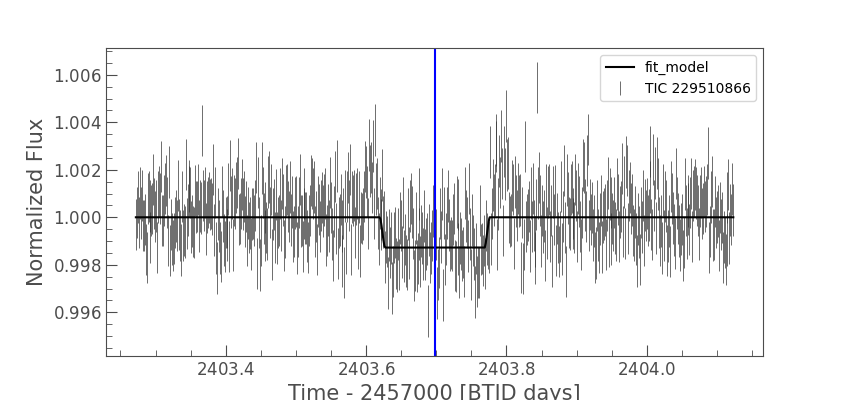 fit_model
TIC 229510866
1.006
1.004
1.002
1.000
0.998
0.996
Normalized Flux
2403.4 2403.6 2403.8 2404.0
Time - 2457000 [BTJD days]